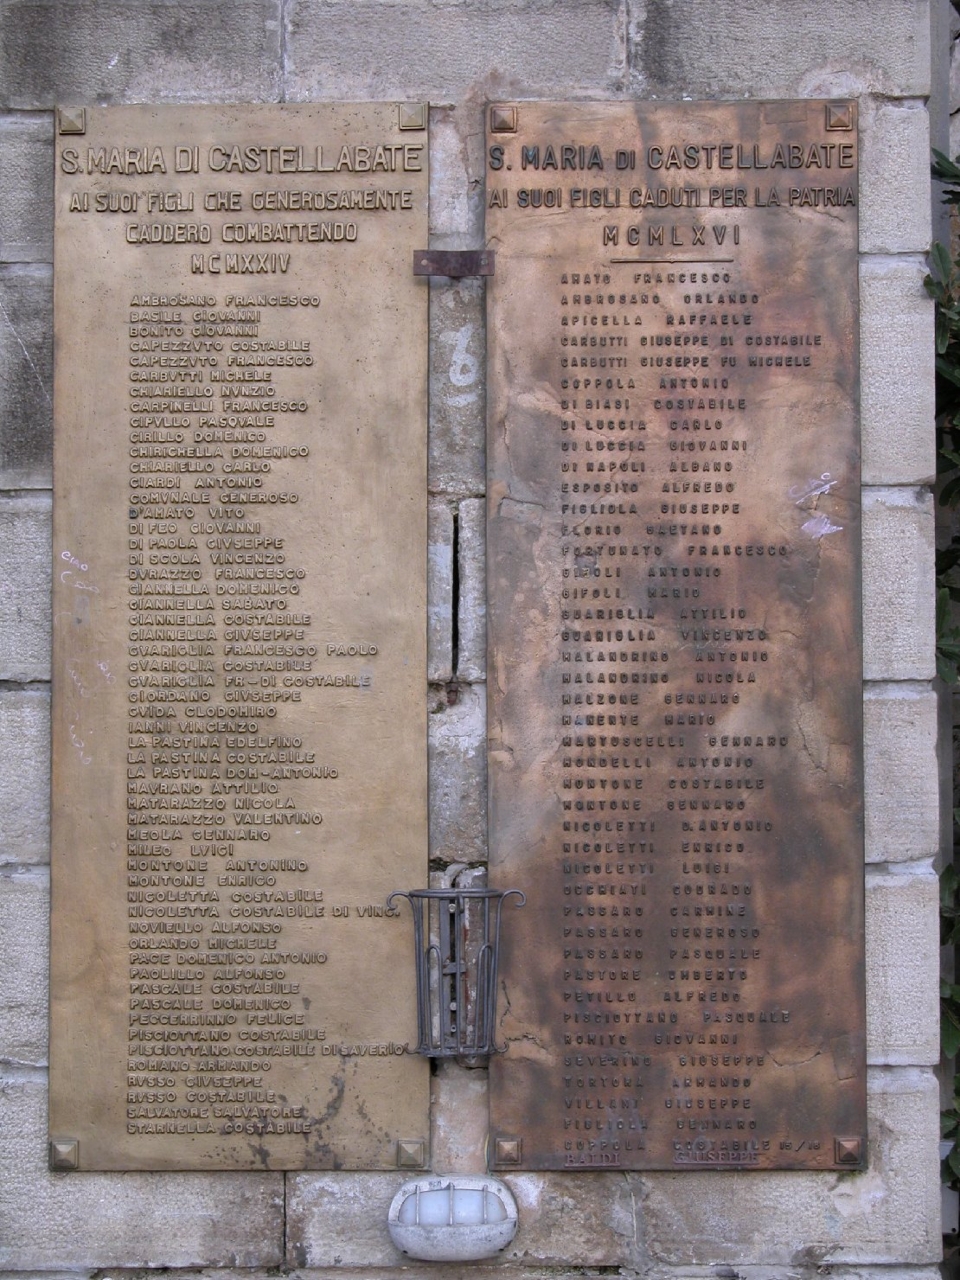 S. MARIA DI CASTELLABATE
AI SUOI FIGLI CHE GENEROSAMENTE
CADDERO COMBATTENDO
MCMXXIV
AMBROSANO FRANCESCO
BASILE GIOVANNI
BONITO GIOVANNI
CAPEZZVTO COSTABILE
CAPEZZVTO FRANCESCO
CARBVTTI MICHELE
CHIARIELLO NVNZIO
CARPINELLI FRANCESCO
CIPVLLO PASQVALE
CIRILLO DOMENICO
CHIRICHELLA DOMENICO
CHIARIELLO CARLO
CIARDI ANTONIO
COMVNALE GENEROSO
D'AMATO VITO
DI FEO GIOVANNI
DI PAOLA GIVSEPPE
DI SCOLA VINCENZO
DVRAZZO FRANCESCO
GIANNELLA DOMENICO
GIANNELLA SABATO
GIANNELLA COSTABILE
GIANNELLA GIVSEPPE
GVARIGLIA FRANCESCO PAOLO
GVARIGLIA COSTABILE
GVARIGLIA FR-DI COSTABILE
GIORDANO GIVSEPPE
GVIDA CLODOMIRO
IANNI VINCENZO
LA PASTINA EDELFINO
LA PASTINA COSTABILE
LA PASTINA DOM-ANTONIO
MAVRANO ATTILIO
MATARAZZO NICOLA
MATARAZZO VALENTINO
MEOLA GENNARO
MILEO LVIGI
MONTONE ANTONINO
MONTONE ENRICO
NICOLETTA COSTABILE
NICOLETTA COSTABILE DI VINC.
NOVIELLO ALFONSO
ORLANDO MICHELE
PACE DOMENICO ANTONIO
PAOLILLO ALFONSO
PASCALE COSTABILE
PASCALE DOMENICO
PECCERRINNO FELICE
PISCIOTTANO COSTABILE
PISCIOTTANO COSTABILE DI SAVERIO
ROMANO ARMANDO
RVSSO GIVSEPPE
RVSSO COSTABILE
SALVATO SALVATORE
STARNELLA COSTABILE
S. MARIA DI CASTELLABATE
AI SUOI FIGLI CADUTI PER LA PATRIA
MCMLXVI
AMATO FRANCESCO
AMBROSANO ORLANDO
APICELLA RAFFAELE
CARBUTTI GIUSEPPE DI COSTABILE
CARBUTTI GIUSEPPE FU MICHELE
COPPOLA ANTONIO
DI BIASI COSTABILE
DI LUCCIA CARLO
DI LUCCIA GIOVANNI
DI NAPOLI ALBANO
ESPOSITO ALFREDO
FIGLIOLA GIUSEPPE
FLORIO GAETANO
FORTUNATO FRANCESCO
GIFOLI ANTONIO
GIFOLI MARIO
GUARIGLIA ATTILIO
GUARIGLIA VINCENZO
MALANDRINO ANTONIO
MALANDRINO NICOLA
MALZONE GENNARO
MANENTE MARIO
MARTUSCELLI GENNARO
MONDELLI ANTONIO
MONTONE COSTABILE
MONTONE GENNARO
NICOLETTI D.ANTONIO
NICOLETTI ENRICO
NICOLETTI LUIGI
OGNIATI CORRADO
PASSARO CARMINE
PASSARO GENEROSO
PASSARO PASQUALE
PASTORE UMBERTO
PETILLO ALFREDO
PISCIOTTANO PASQUALE
ROMITO GIOVANNI
SEVERINO GIUSEPPE
TORTORA ARMANDO
VILLANI GIUSEPPE
FIGLIOLA GENNARO
COPPOLA COSTABILE 15/18
BALDI GIUSEPPE